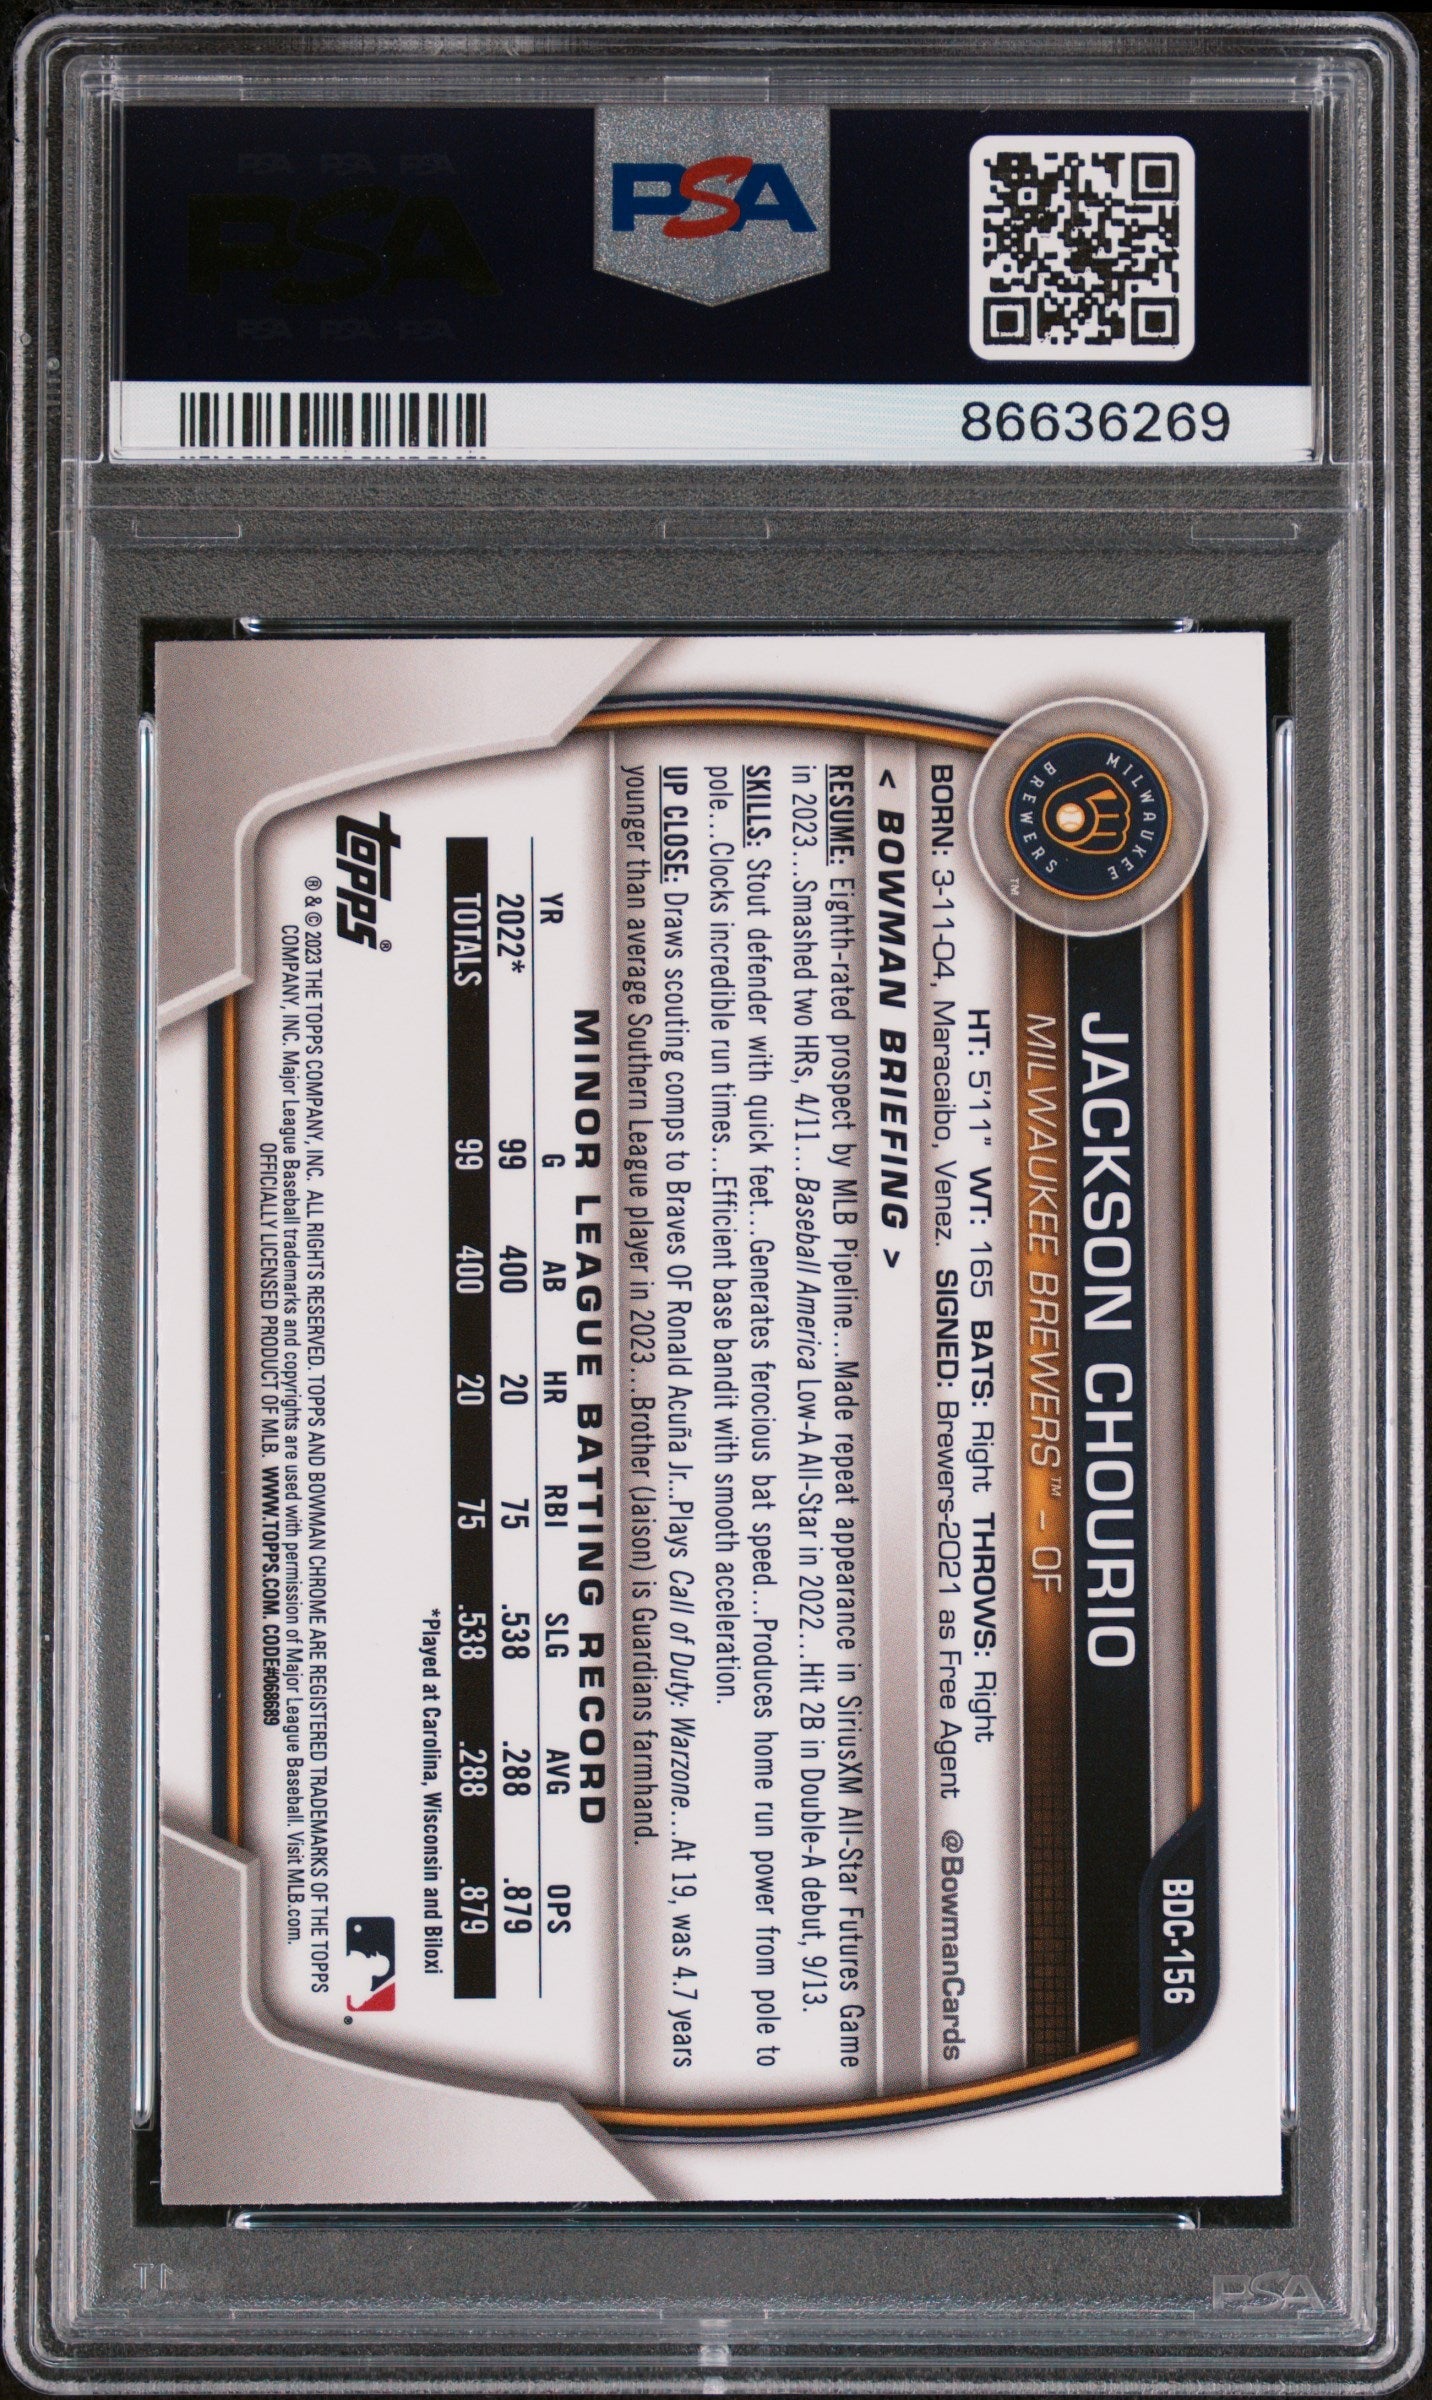 PSA PSA PSA
PSA
PSA PSA PSA
PSA
86636269
BDC-156
MILWAUKEE
BREWERS
TM
JACKSON CHOURIO
MILWAUKEE BREWERS™ – OF
HT: 5'11" WT: 165 BATS: Right THROWS: Right
BORN: 3-11-04, Maracaibo, Venez. SIGNED: Brewers-2021 as Free Agent @BowmanCards
< BOWMAN BRIEFING >
RESUME: Eighth-rated prospect by MLB Pipeline...Made repeat appearance in SiriusXM All-Star Futures Game
in 2023...Smashed two HRs, 4/11...Baseball America Low-A All-Star in 2022...Hit 2B in Double-A debut, 9/13.
SKILLS: Stout defender with quick feet...Generates ferocious bat speed...Produces home run power from pole to
pole...Clocks incredible run times...Efficient base bandit with smooth acceleration.
UP CLOSE: Draws scouting comps to Braves OF Ronald Acuña Jr...Plays Call of Duty: Warzone...At 19, was 4.7 years
younger than average Southern League player in 2023...Brother (Jaison) is Guardians farmhand.
MINOR LEAGUE BATTING RECORD
YR G AB HR RBI SLG AVG OPS
2022* 99 400 20 75 .538 .288 .879
TOTALS 99 400 20 75 .538 .288 .879
*Played at Carolina, Wisconsin and Biloxi
topps®
® & © 2023 THE TOPPS COMPANY, INC. ALL RIGHTS RESERVED. TOPPS AND BOWMAN CHROME ARE REGISTERED TRADEMARKS OF THE TOPPS
COMPANY, INC. Major League Baseball trademarks and copyrights are used with permission of Major League Baseball. Visit MLB.com.
OFFICIALLY LICENSED PRODUCT OF MLB. WWW.TOPPS.COM. CODE#068689
®
PSA